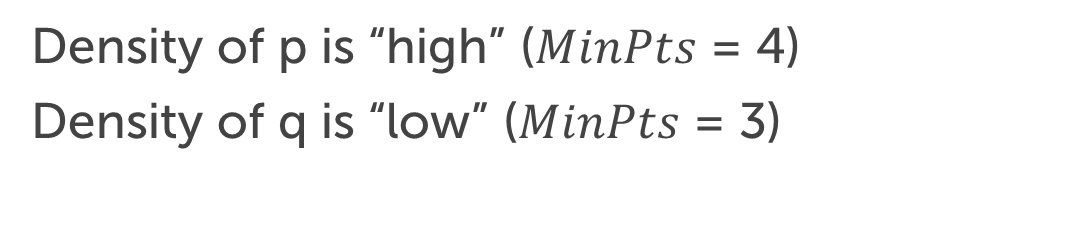 Density of p is “high” (MinPts = 4)
Density of q is “low” (MinPts = 3)